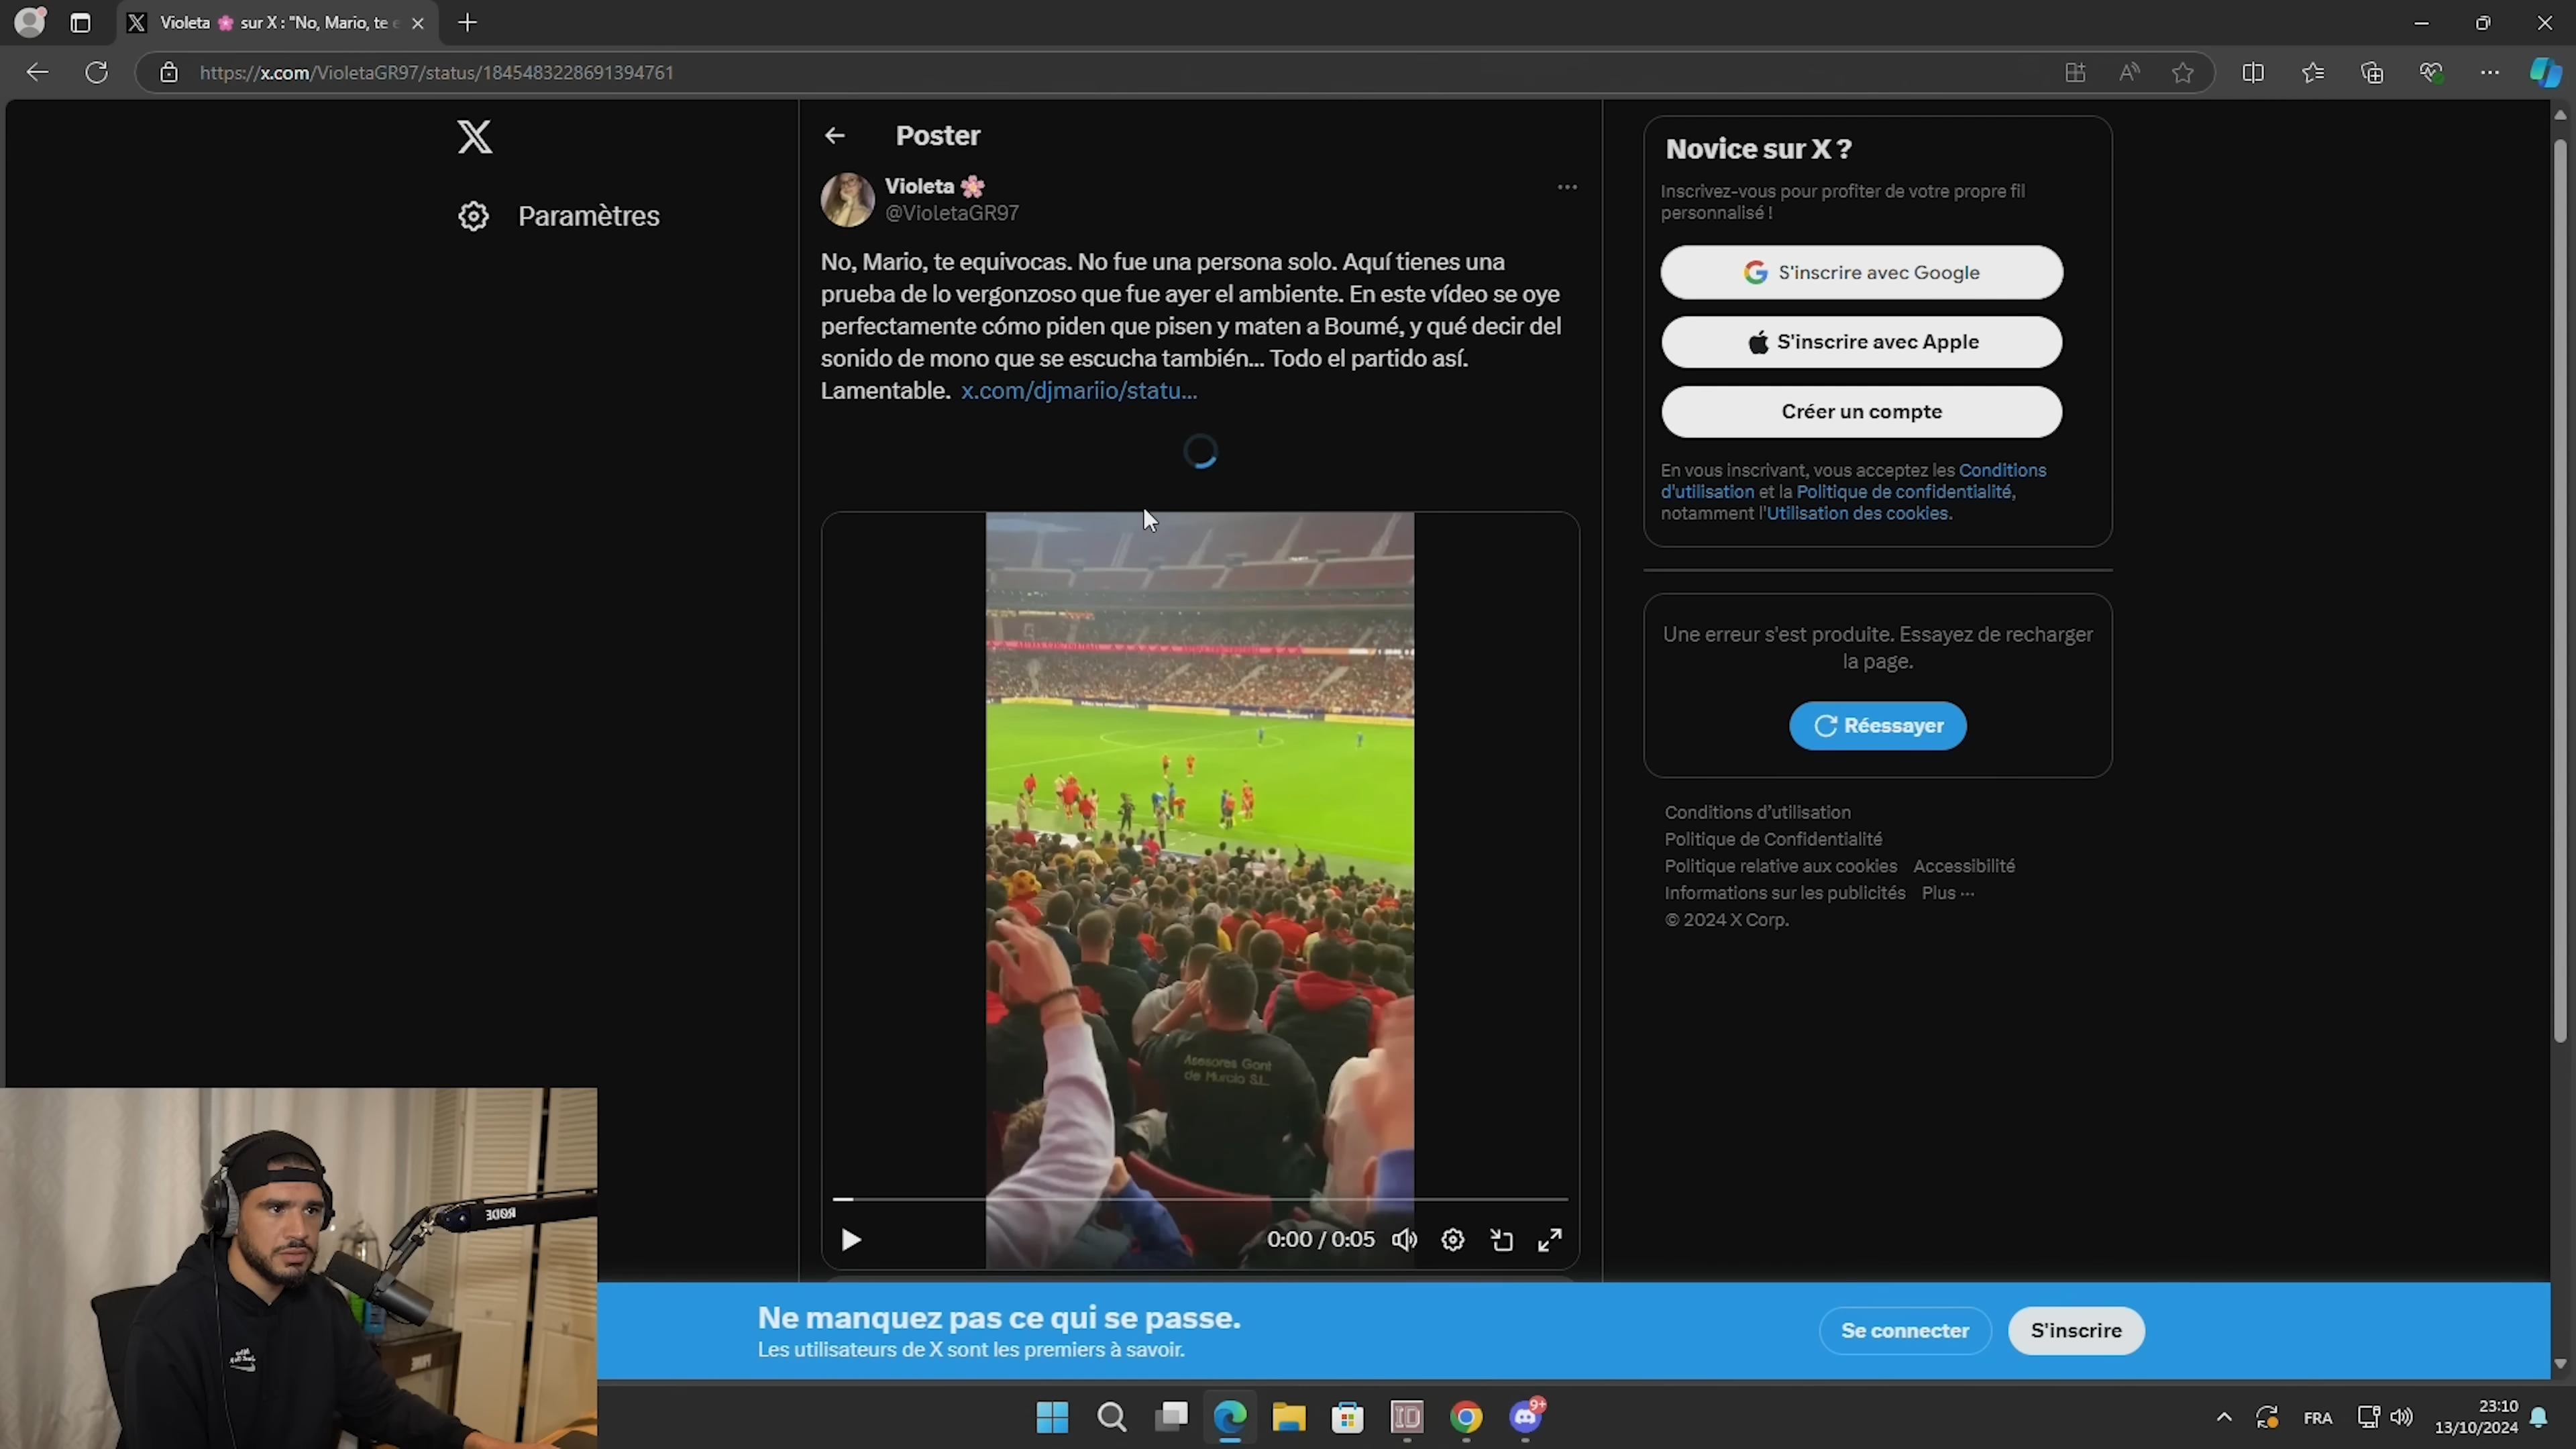 Violeta 🌸 sur X : "No, Mario, te e
https://x.com/VioletaGR97/status/1845483228691394761
Paramètres
Poster
Violeta 🌸
@VioletaGR97
No, Mario, te equivocas. No fue una persona solo. Aquí tienes una
prueba de lo vergonzoso que fue ayer el ambiente. En este vídeo se oye
perfectamente cómo piden que pisen y maten a Boumé, y qué decir del
sonido de mono que se escucha también... Todo el partido así.
Lamentable. x.com/djmariio/statu...
Asesores Gant
de Murcia S.L.
0:00 / 0:05
Novice sur X ?
Inscrivez-vous pour profiter de votre propre fil
personnalisé !
S'inscrire avec Google
S'inscrire avec Apple
Créer un compte
En vous inscrivant, vous acceptez les Conditions
d'utilisation et la Politique de confidentialité,
notamment l'Utilisation des cookies.
Une erreur s'est produite. Essayez de recharger
la page.
Réessayer
Conditions d’utilisation
Politique de Confidentialité
Politique relative aux cookies Accessibilité
Informations sur les publicités Plus ...
© 2024 X Corp.
RØDE
Ne manquez pas ce qui se passe.
Les utilisateurs de X sont les premiers à savoir.
Se connecter
S'inscrire
9+
FRA
23:10
13/10/2024